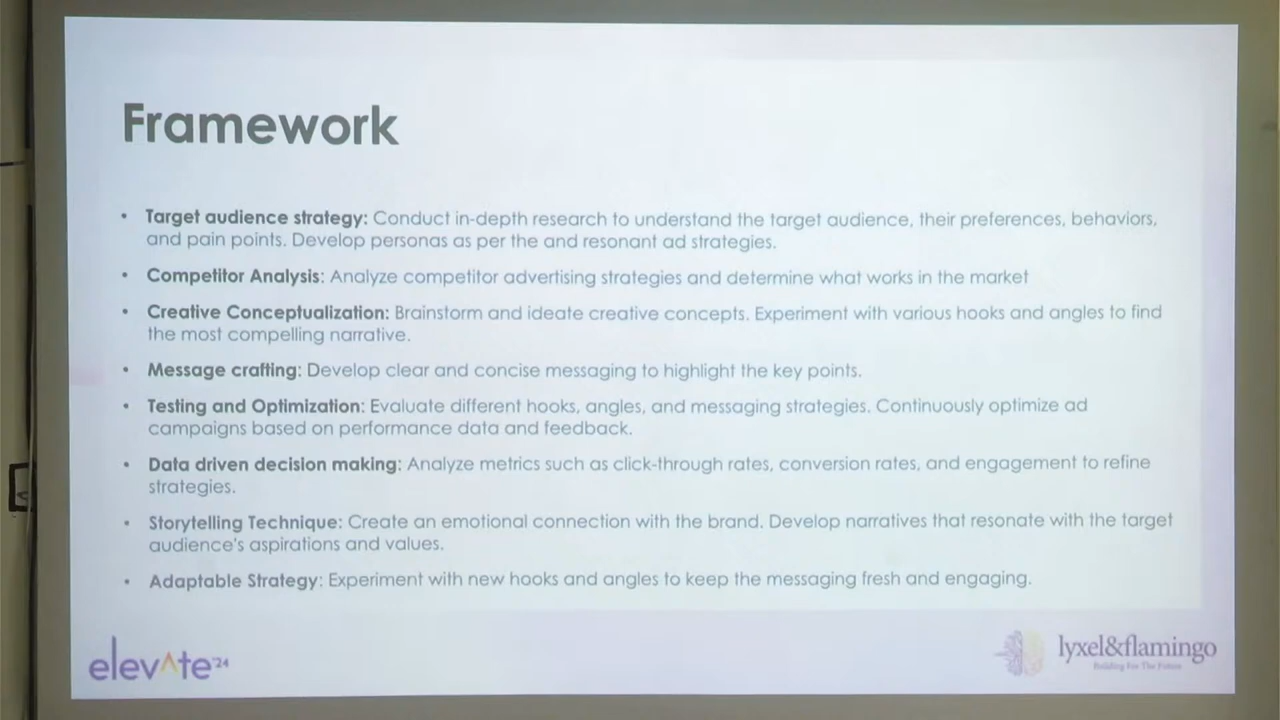 Framework
• Target audience strategy: Conduct in-depth research to understand the target audience, their preferences, behaviors,
and pain points. Develop personas as per the and resonant ad strategies.
• Competitor Analysis: Analyze competitor advertising strategies and determine what works in the market
• Creative Conceptualization: Brainstorm and ideate creative concepts. Experiment with various hooks and angles to find
the most compelling narrative.
• Message crafting: Develop clear and concise messaging to highlight the key points.
• Testing and Optimization: Evaluate different hooks, angles, and messaging strategies. Continuously optimize ad
campaigns based on performance data and feedback.
• Data driven decision making: Analyze metrics such as click-through rates, conversion rates, and engagement to refine
strategies.
• Storytelling Technique: Create an emotional connection with the brand. Develop narratives that resonate with the target
audience's aspirations and values.
• Adaptable Strategy: Experiment with new hooks and angles to keep the messaging fresh and engaging.
elev^te'24
lyxel&flamingo
Building For The Future